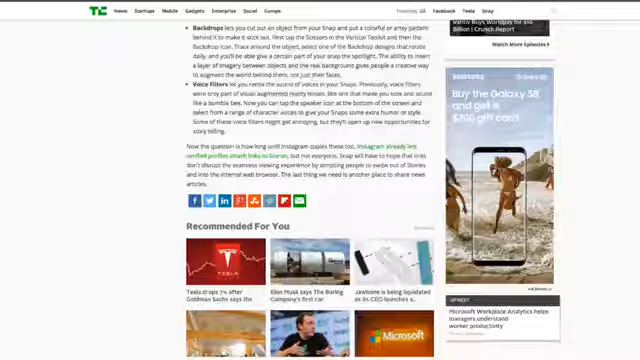 TC News Startups Mobile Gadgets Enterprise Social Europe Trending Facebook Tesla Snap
Vantiv Buys Worldpay for $10
Billion | Crunch Report
Watch More Episodes
• Backdrops lets you cut out an object from your Snap and put a colorful or artsy pattern
behind it to make it stick out. First tap the Scissors in the Vertical Toolkit and then the
Backdrop icon. Trace around the object, select one of the Backdrop designs that rotate
daily, and you'll be able give a certain part of your snap the spotlight. The ability to insert
a layer of imagery between objects and the real background gives people a creative way
to augment the world behind them, not just their faces.
• Voice Filters let you remix the sound of voices in your Snaps. Previously, voice filters
were only part of visual augmented reality lenses, like one that made you look and sound
like a bumble bee. Now you can tap the speaker icon at the bottom of the screen and
select from a range of character voices to give your Snaps some extra humor or style.
Some of these voice filters might get annoying, but they'll open up new opportunities for
story telling.
Now the question is how long until Instagram copies these too. Instagram already lets
verified profiles attach links to Stories, but not everyone. Snap will have to hope that links
don't disrupt the seamless viewing experience by tempting people to swipe out of Stories
and into the internal web browser. The last thing we need is another place to share news
articles.
SAMSUNG Galaxy S8
Buy the Galaxy S8
and get a
gift card
Recommended For You
TESLA
Tesla drops 7% after
Goldman Sachs says the
Elon Musk says The Boring
Company's first car
Jawbone is being liquidated
as its CEO launches a
Microsoft
UP NEXT
Microsoft Workplace Analytics helps
managers understand
worker productivity